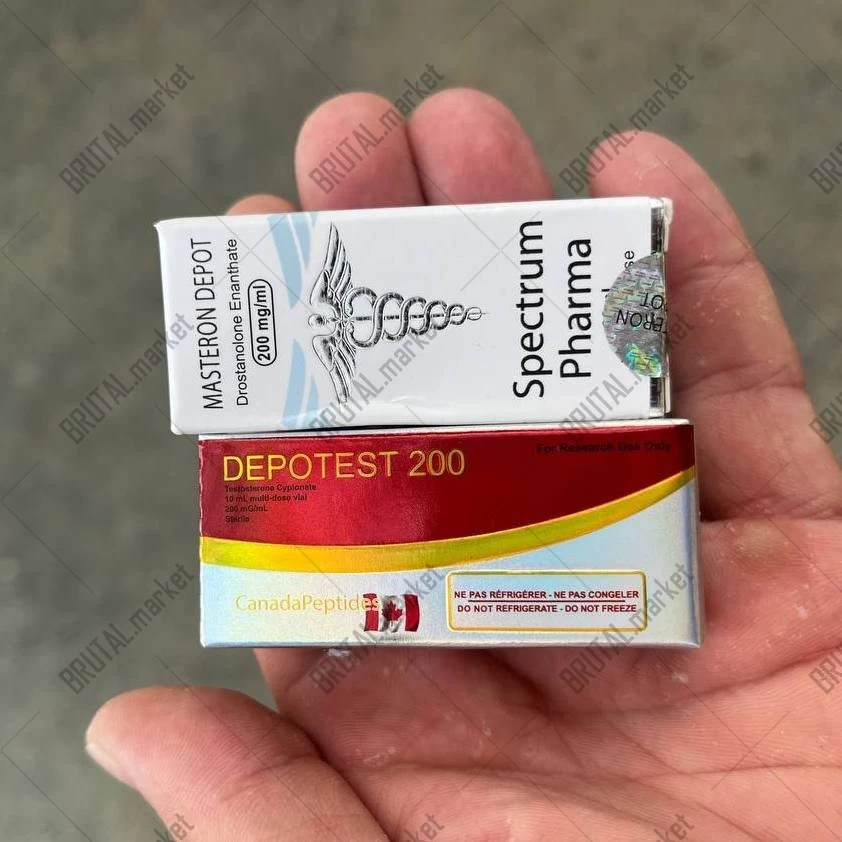 MASTERON DEPOT
Drostanolone Enanthate
200 mg/ml
Spectrum
Pharma
DEPOTEST 200
For Research Use Only
Testosterone Cypionate
10 mL multi-dose vial
200 mG/mL
Sterile
CanadaPeptides
NE PAS RÉFRIGÉRER - NE PAS CONGELER
DO NOT REFRIGERATE - DO NOT FREEZE
BRUTAL.market